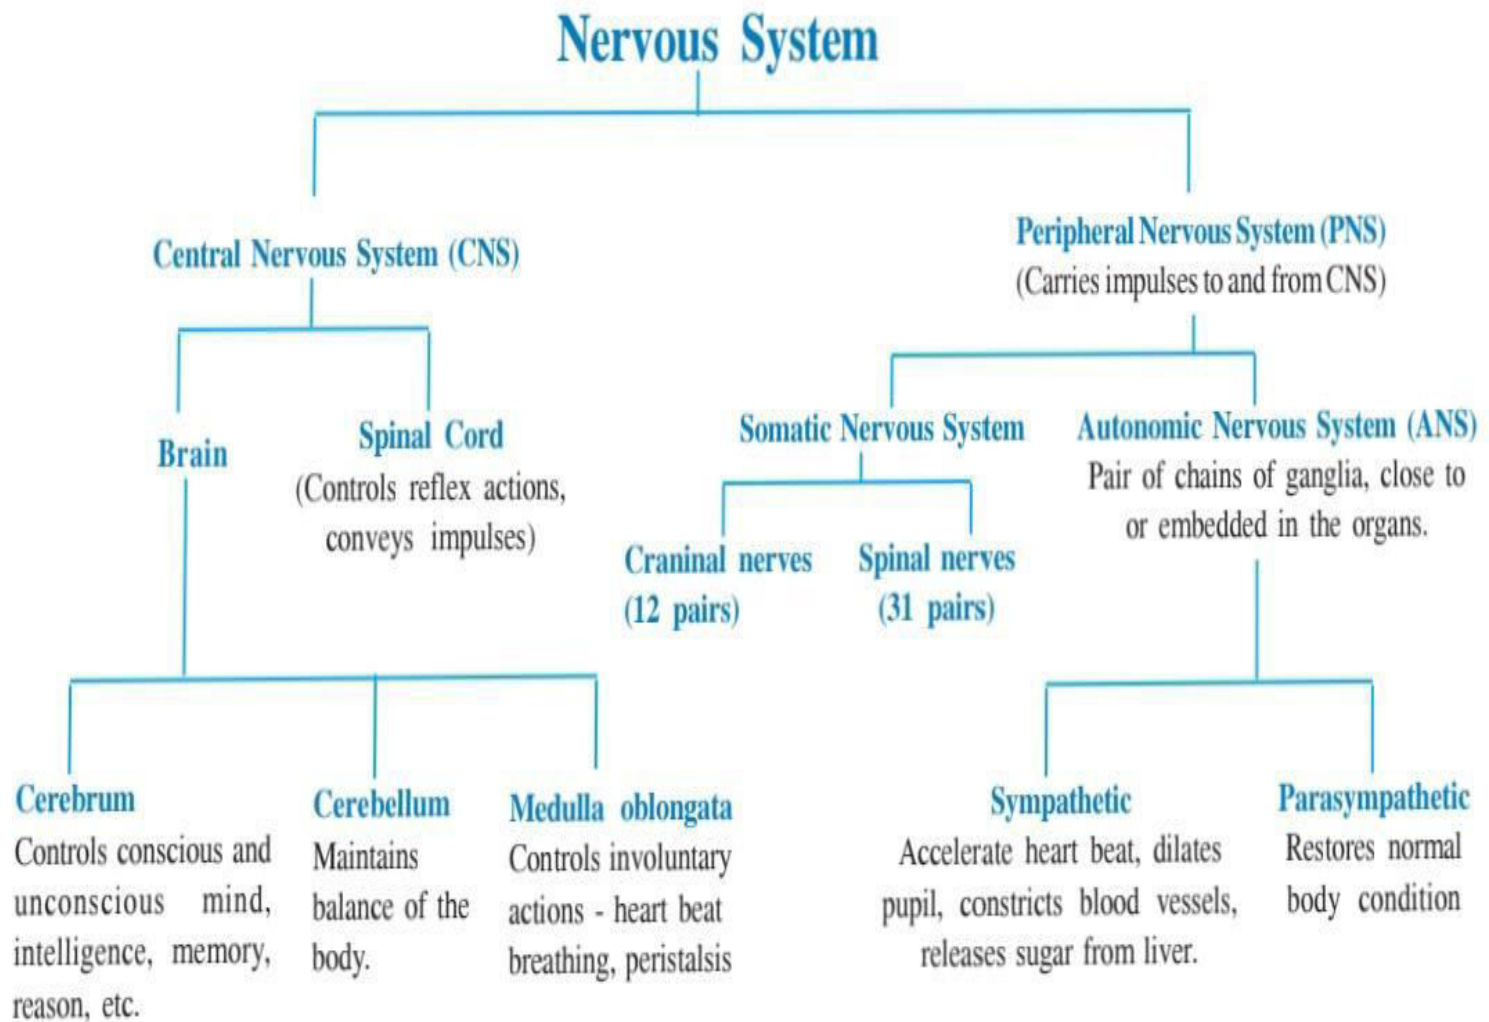 Nervous System
Central Nervous System (CNS)
Peripheral Nervous System (PNS)
(Carries impulses to and from CNS)
Brain
Spinal Cord
(Controls reflex actions,
conveys impulses)
Somatic Nervous System
Craninal nerves
(12 pairs)
Spinal nerves
(31 pairs)
Autonomic Nervous System (ANS)
Pair of chains of ganglia, close to
or embedded in the organs.
Cerebrum
Controls conscious and
unconscious mind,
intelligence, memory,
reason, etc.
Cerebellum
Maintains
balance of the
body.
Medulla oblongata
Controls involuntary
actions - heart beat
breathing, peristalsis
Sympathetic
Accelerate heart beat, dilates
pupil, constricts blood vessels,
releases sugar from liver.
Parasympathetic
Restores normal
body condition